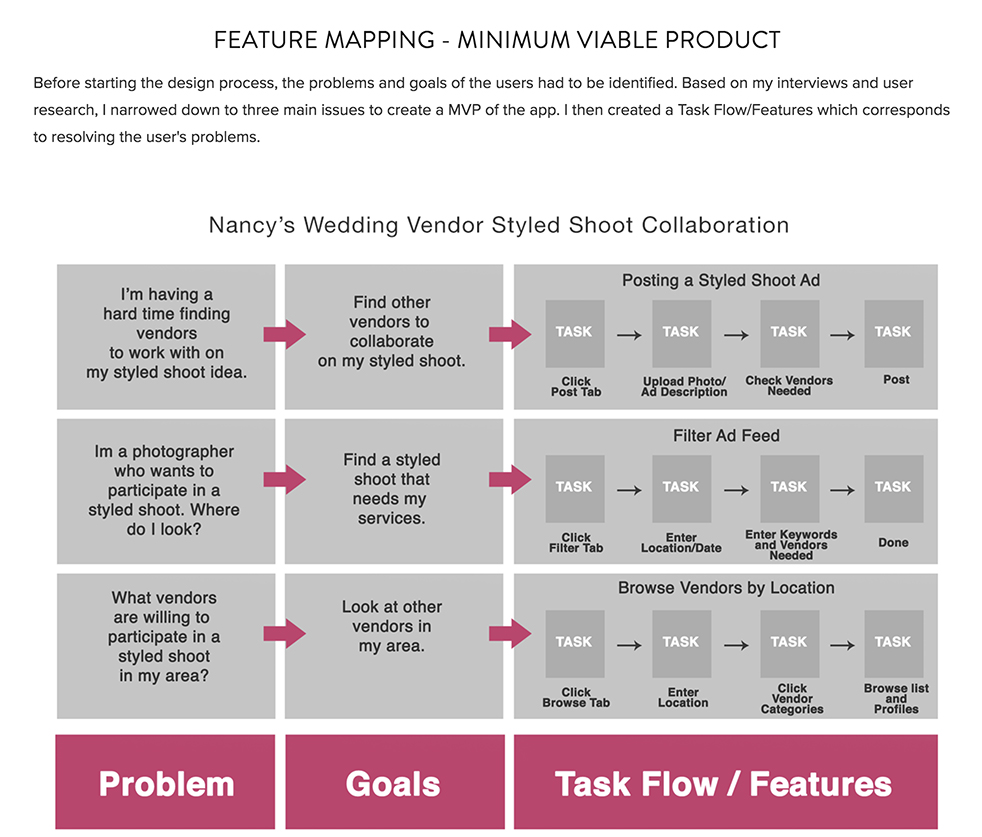 FEATURE MAPPING - MINIMUM VIABLE PRODUCT
Before starting the design process, the problems and goals of the users had to be identified. Based on my interviews and user
research, I narrowed down to three main issues to create a MVP of the app. I then created a Task Flow/Features which corresponds
to resolving the user's problems.
Nancy’s Wedding Vendor Styled Shoot Collaboration
I’m having a
hard time finding
vendors
to work with on
my styled shoot idea.
Find other
vendors to
collaborate
on my styled shoot.
Posting a Styled Shoot Ad
TASK
TASK
TASK
TASK
Click
Post Tab
Upload Photo/
Ad Description
Check Vendors
Needed
Post
Im a photographer
who wants to
participate in a
styled shoot. Where
do I look?
Find a styled
shoot that
needs my
services.
Filter Ad Feed
TASK
TASK
TASK
TASK
Click
Filter Tab
Enter
Location/Date
Enter Keywords
and Vendors
Needed
Done
What vendors
are willing to
participate in a
styled shoot
in my area?
Look at other
vendors in
my area.
Browse Vendors by Location
TASK
TASK
TASK
TASK
Click
Browse Tab
Enter
Location
Click
Vendor
Categories
Browse list
and
Profiles
Problem
Goals
Task Flow / Features